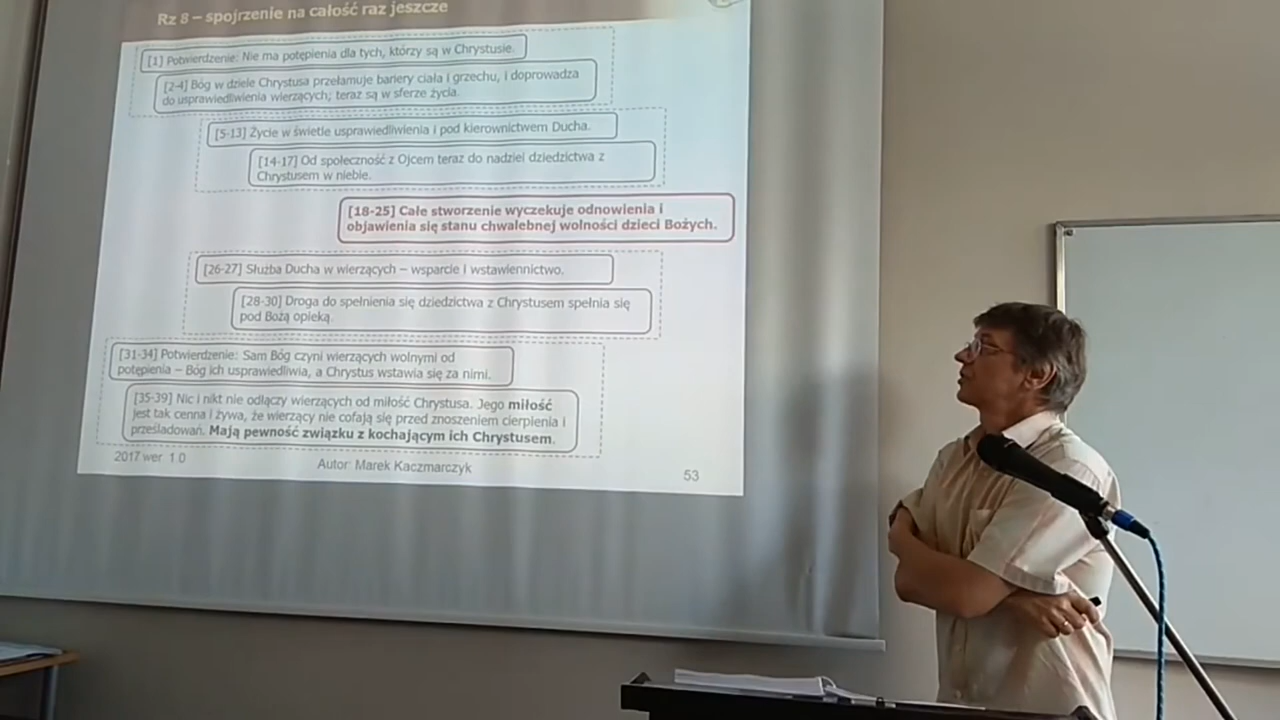 Rz 8 – spojrzenie na całość raz jeszcze
[1] Potwierdzenie: Nie ma potępienia dla tych, którzy są w Chrystusie.
[2-4] Bóg w dziele Chrystusa przełamuje bariery ciała i grzechu, i doprowadza
do usprawiedliwienia wierzących; teraz są w sferze życia.
[5-13] Życie w świetle usprawiedliwienia i pod kierownictwem Ducha.
[14-17] Od społeczność z Ojcem teraz do nadziei dziedzictwa z
Chrystusem w niebie.
[18-25] Całe stworzenie wyczekuje odnowienia i
objawienia się stanu chwalebnej wolności dzieci Bożych.
[26-27] Służba Ducha w wierzących – wsparcie i wstawiennictwo.
[28-30] Droga do spełnienia się dziedzictwa z Chrystusem spełnia się
pod Bożą opieką.
[31-34] Potwierdzenie: Sam Bóg czyni wierzących wolnymi od
potępienia – Bóg ich usprawiedliwia, a Chrystus wstawia się za nimi.
[35-39] Nic i nikt nie odłączy wierzących od miłość Chrystusa. Jego miłość
jest tak cenna i żywa, że wierzący nie cofają się przed znoszeniem cierpienia i
prześladowań. Mają pewność związku z kochającym ich Chrystusem.
2017 wer 1.0
Autor: Marek Kaczmarczyk
53